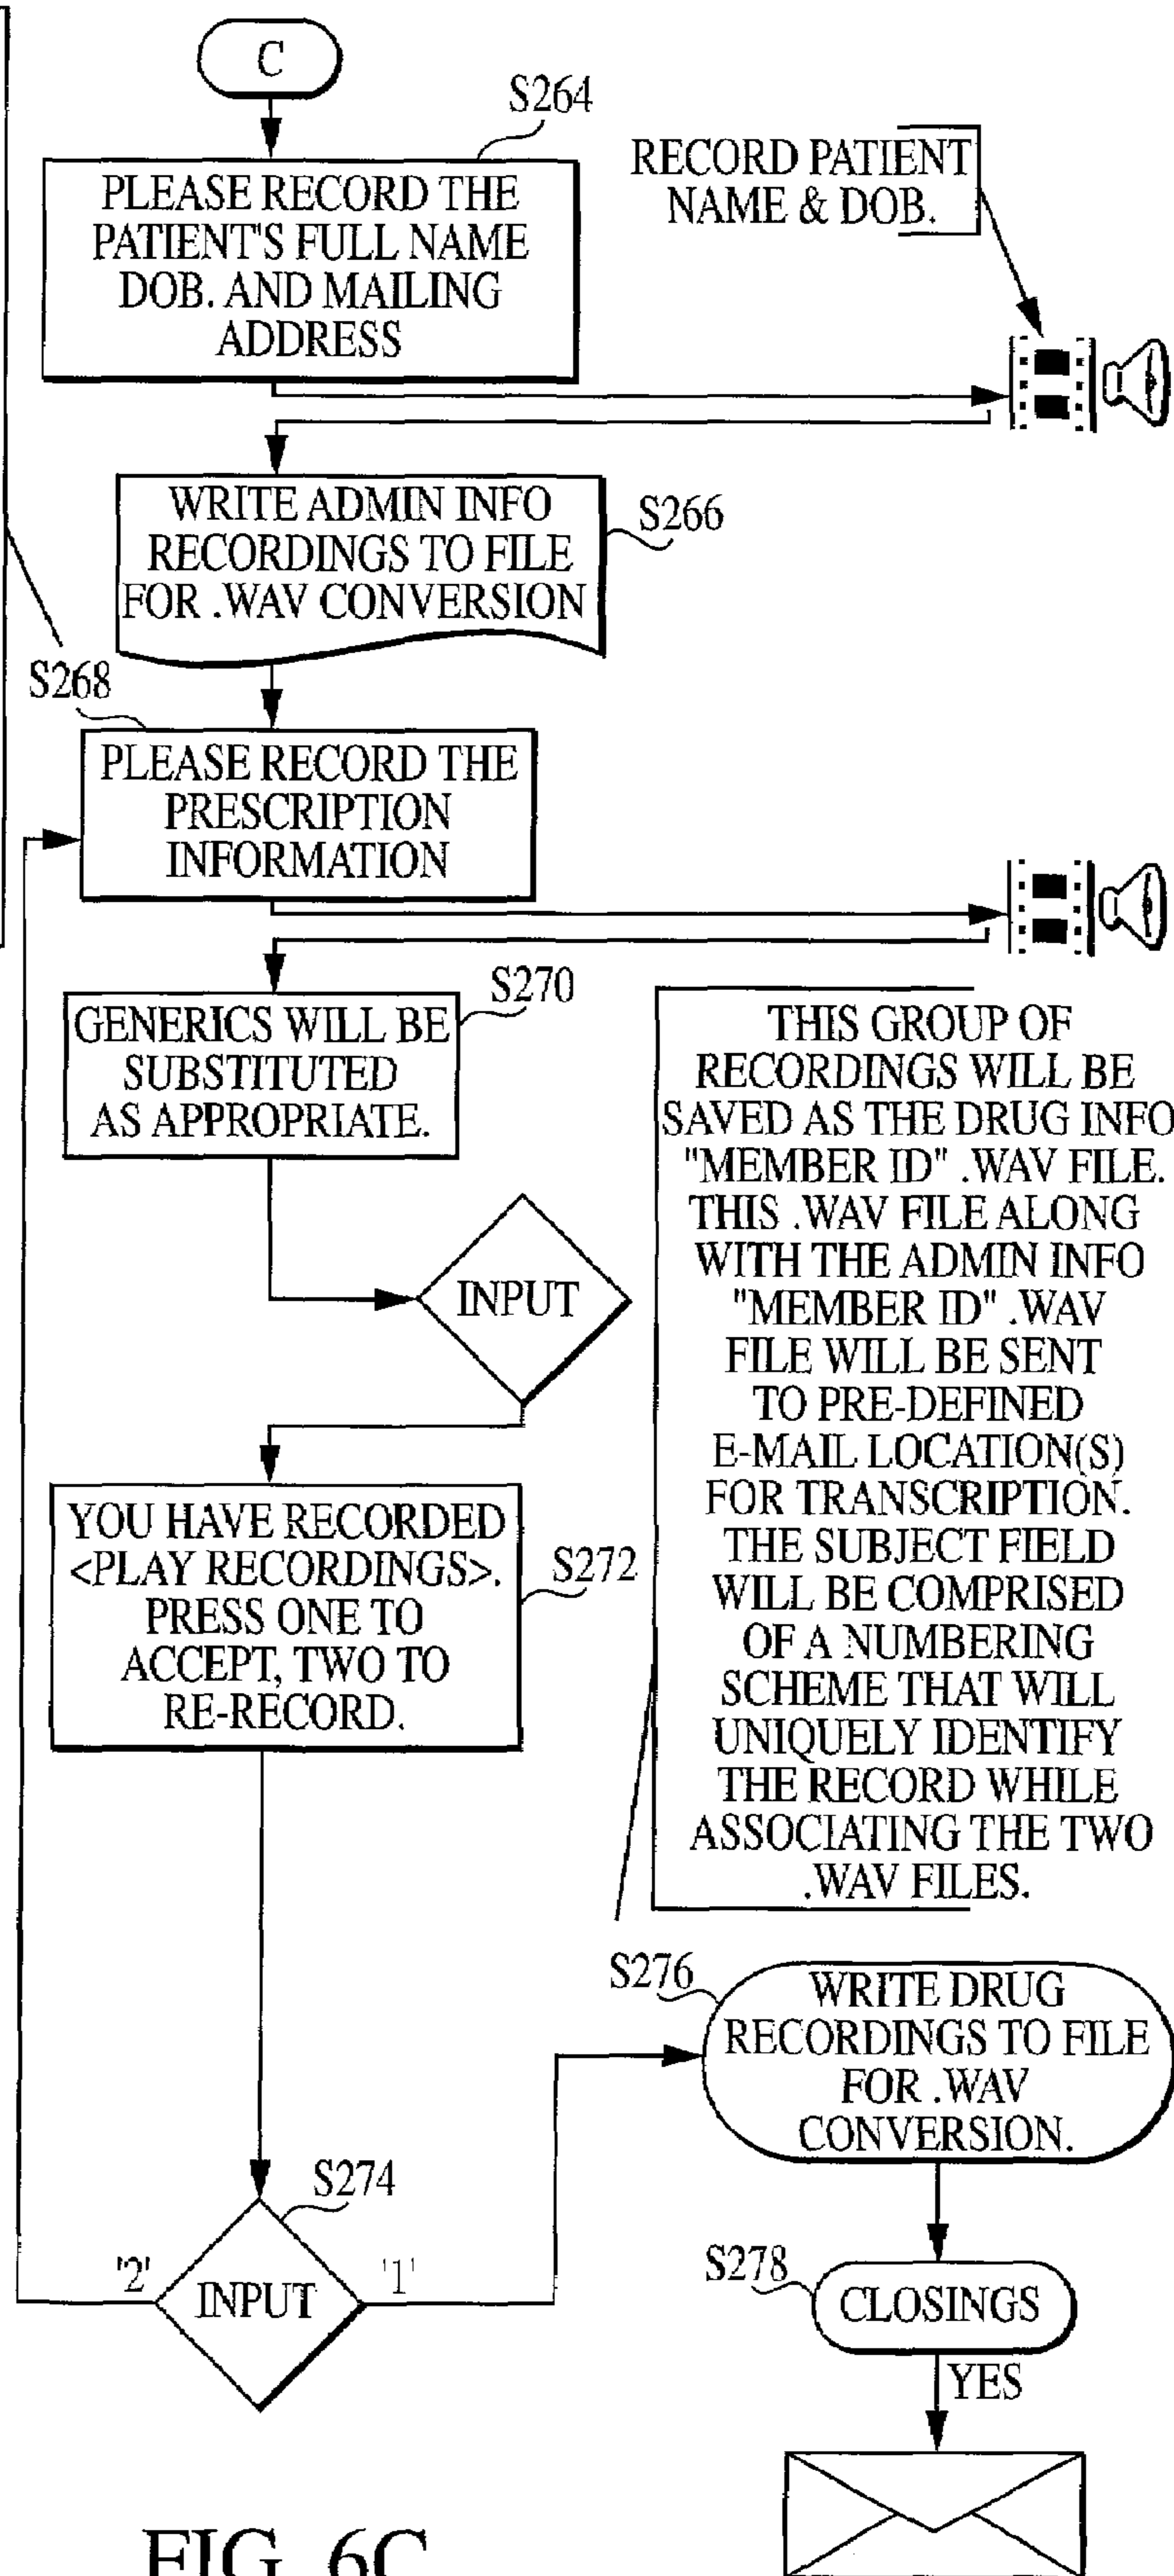 C
S264
PLEASE RECORD THE
PATIENT'S FULL NAME
DOB. AND MAILING
ADDRESS
RECORD PATIENT
NAME & DOB.
WRITE ADMIN INFO
RECORDINGS TO FILE
FOR .WAV CONVERSION
S266
S268
PLEASE RECORD THE
PRESCRIPTION
INFORMATION
S270
GENERICS WILL BE
SUBSTITUTED
AS APPROPRIATE.
INPUT
THIS GROUP OF
RECORDINGS WILL BE
SAVED AS THE DRUG INFO
"MEMBER ID" .WAV FILE.
THIS .WAV FILE ALONG
WITH THE ADMIN INFO
"MEMBER ID" .WAV
FILE WILL BE SENT
TO PRE-DEFINED
E-MAIL LOCATION(S)
FOR TRANSCRIPTION.
THE SUBJECT FIELD
WILL BE COMPRISED
OF A NUMBERING
SCHEME THAT WILL
UNIQUELY IDENTIFY
THE RECORD WHILE
ASSOCIATING THE TWO
.WAV FILES.
YOU HAVE RECORDED
<PLAY RECORDINGS>.
PRESS ONE TO
ACCEPT, TWO TO
RE-RECORD.
S272
S274
'2'
INPUT
'1'
S276
WRITE DRUG
RECORDINGS TO FILE
FOR .WAV
CONVERSION.
S278
CLOSINGS
YES
FIG. 6C